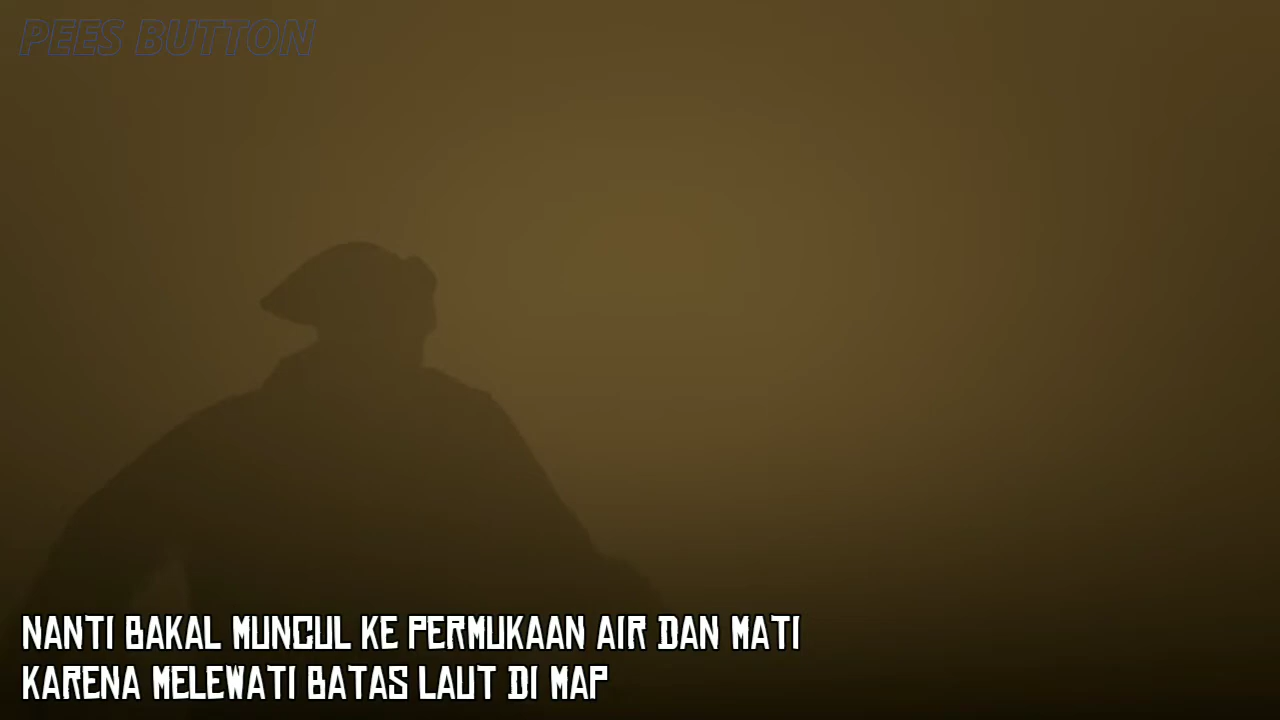 PEES BUTTON
NANTI BAKAL MUNCUL KE PERMUKAAN AIR DAN MATI
KARENA MELEWATI BATAS LAUT DI MAP